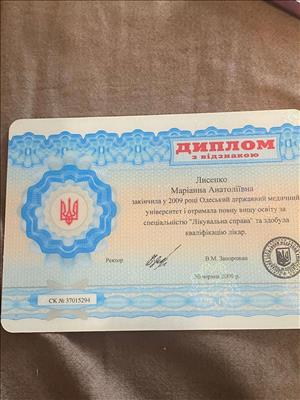 ДИПЛОМ
З ВІДЗНАКОЮ
Лисенко
Маріанна Анатоліївна
закінчила у 2009 році Одеський державний медичний
університет і отримала повну вищу освіту за
спеціальністю "Лікувальна справа" та здобула
кваліфікацію лікар.
Ректор
В.М. Запорожан
30 червня 2009 р.
СК № 37015294